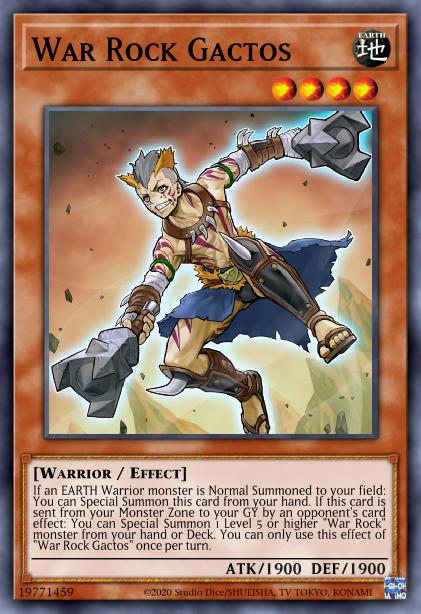 War Rock Gactos
EARTH
地
[Warrior / Effect]
If an EARTH Warrior monster is Normal Summoned to your field:
You can Special Summon this card from your hand. If this card is
sent from your Monster Zone to your GY by an opponent's card
effect: You can Special Summon 1 Level 5 or higher "War Rock"
monster from your hand or Deck. You can only use this effect of
"War Rock Gactos" once per turn.
ATK/1900 DEF/1900
19771459 ©2020 Studio Dice/SHUEISHA, TV TOKYO, KONAMI